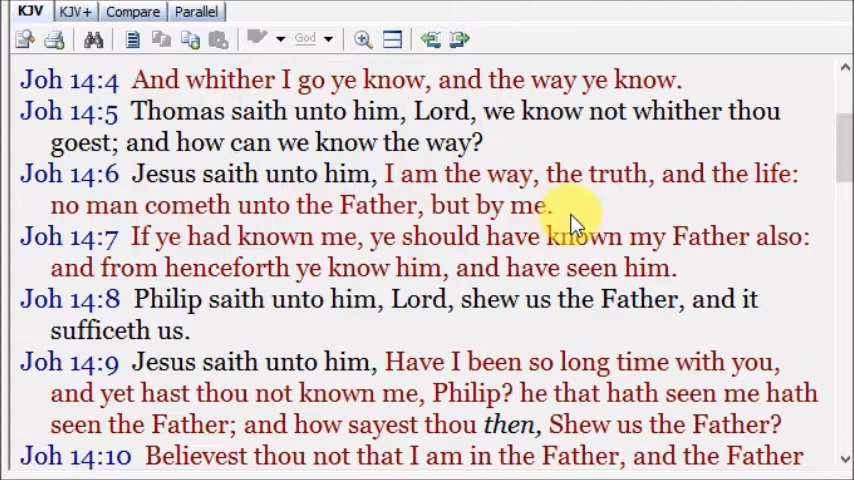 KJV KJV+ Compare Parallel
God
Joh 14:4 And whither I go ye know, and the way ye know.
Joh 14:5 Thomas saith unto him, Lord, we know not whither thou
goest; and how can we know the way?
Joh 14:6 Jesus saith unto him, I am the way, the truth, and the life:
no man cometh unto the Father, but by me.
Joh 14:7 If ye had known me, ye should have known my Father also:
and from henceforth ye know him, and have seen him.
Joh 14:8 Philip saith unto him, Lord, shew us the Father, and it
sufficeth us.
Joh 14:9 Jesus saith unto him, Have I been so long time with you,
and yet hast thou not known me, Philip? he that hath seen me hath
seen the Father; and how sayest thou then, Shew us the Father?
Joh 14:10 Believest thou not that I am in the Father, and the Father